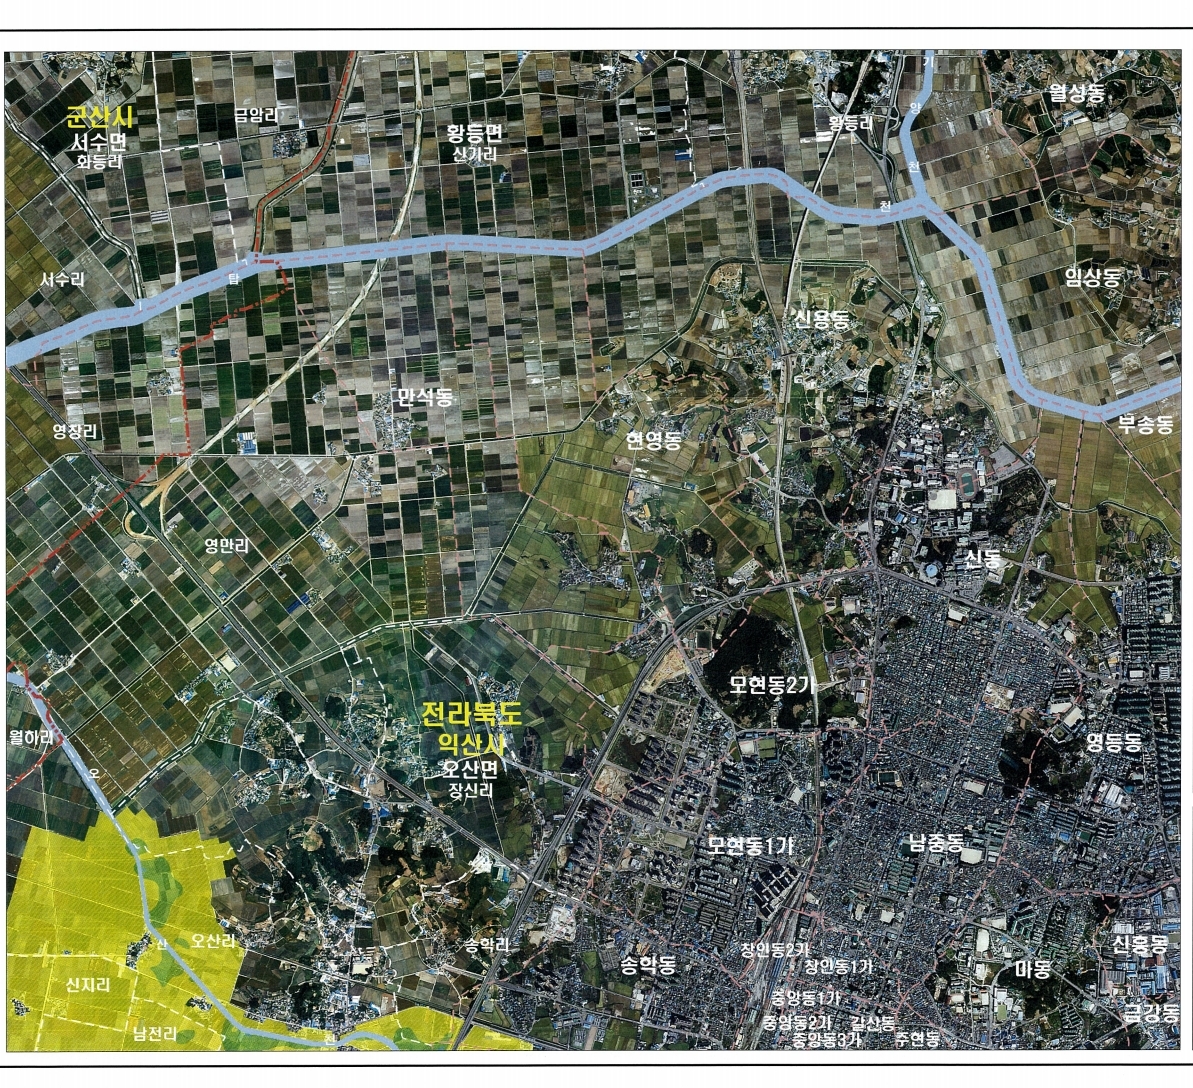 기
월성동
군산시
서수면
화동리
금암리
황등면
신기리
황등리
양
천
천
서수리
탑
임상동
신용동
만석동
영장리
현영동
부송동
영만리
신동
모현동2가
전라북도
익산시
오산면
장신리
월하리
오
영등동
모현동1가
남중동
산
오산리
송학리
송학동
창인동2가
창인동1가
마동
신흥동
신지리
중앙동1가
금강동
남전리
천
중앙동2가 갈산동
중앙동3가 주현동